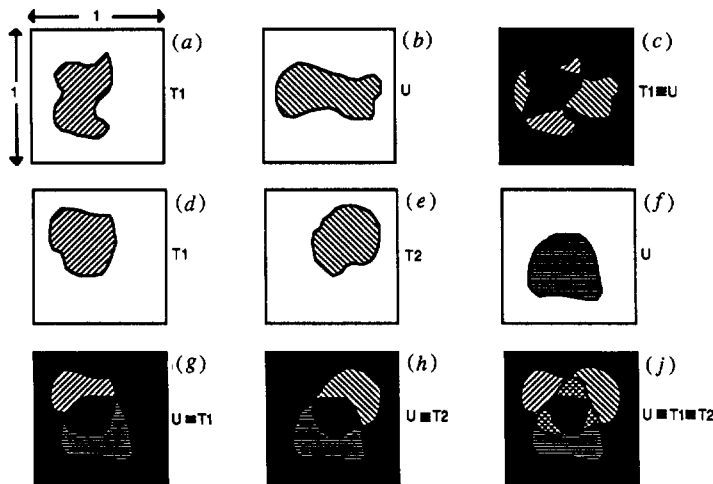 1
(a)
(b)
(c)
1
T1
U
T1≡U
(d)
(e)
(f)
T1
T2
U
(g)
(h)
(j)
U≡T1
U≡T2
U≡T1≡T2